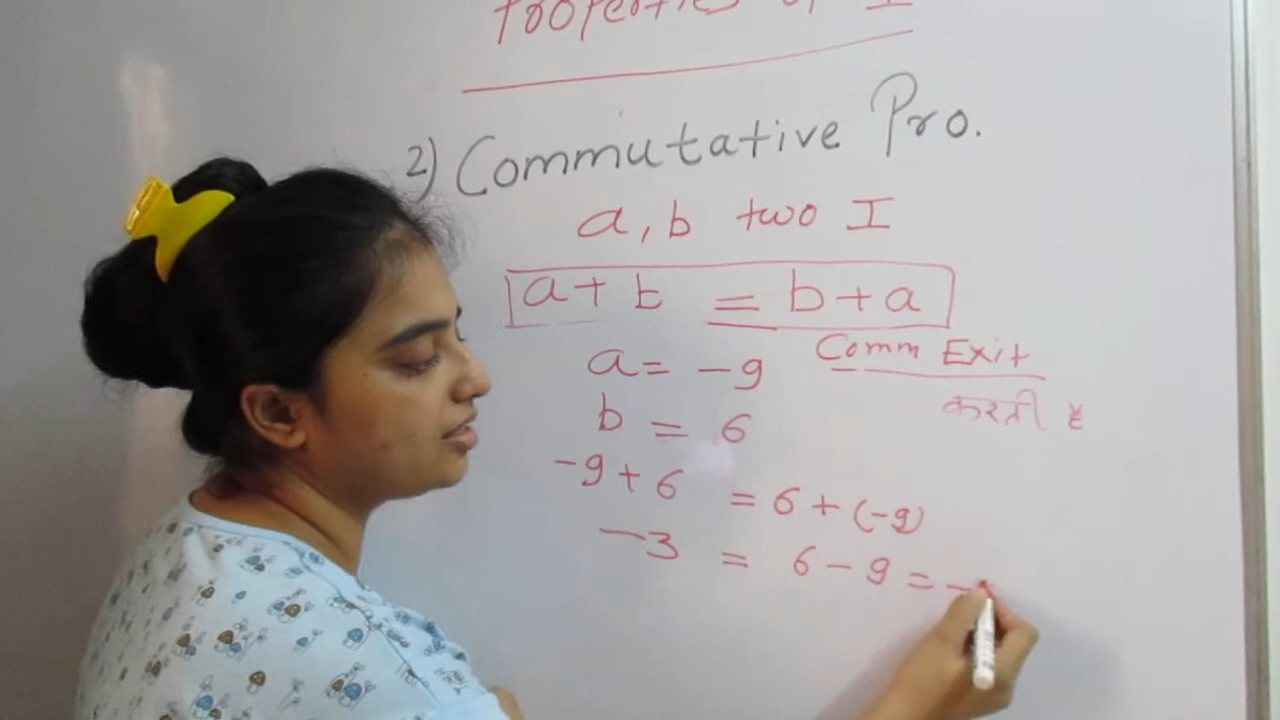 Properties of I
2) Commutative Pro.
a, b two I
a + b = b + a
Comm Exit
a = -9
करती है
b = 6
-9 + 6 = 6 + (-9)
-3 = 6 - 9 = -